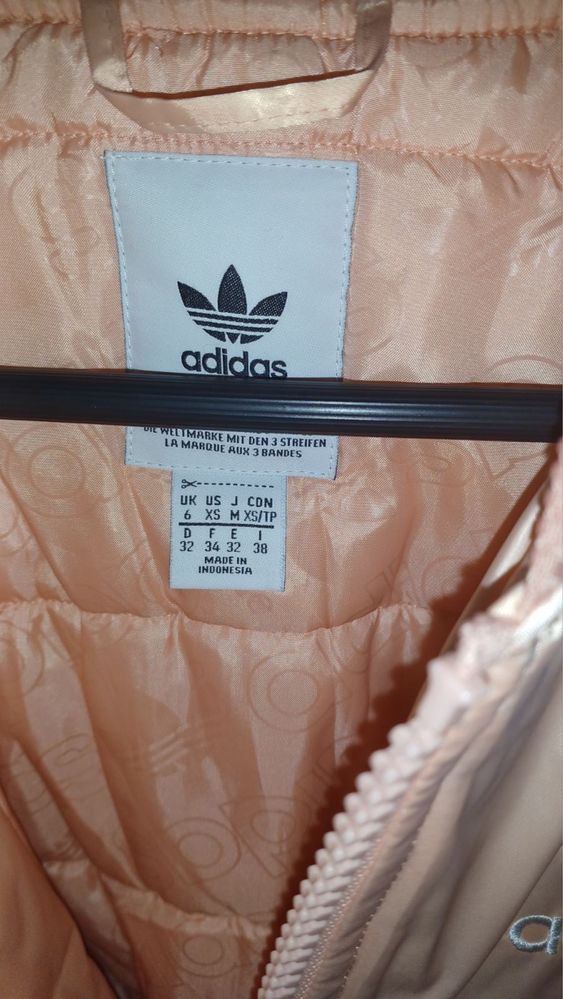 adidas
DIE WELTMARKE MIT DEN 3 STREIFEN
LA MARQUE AUX 3 BANDES
UK US J CDN
6 XS M XS/TP
D F E I
32 34 32 38
MADE IN
INDONESIA
a